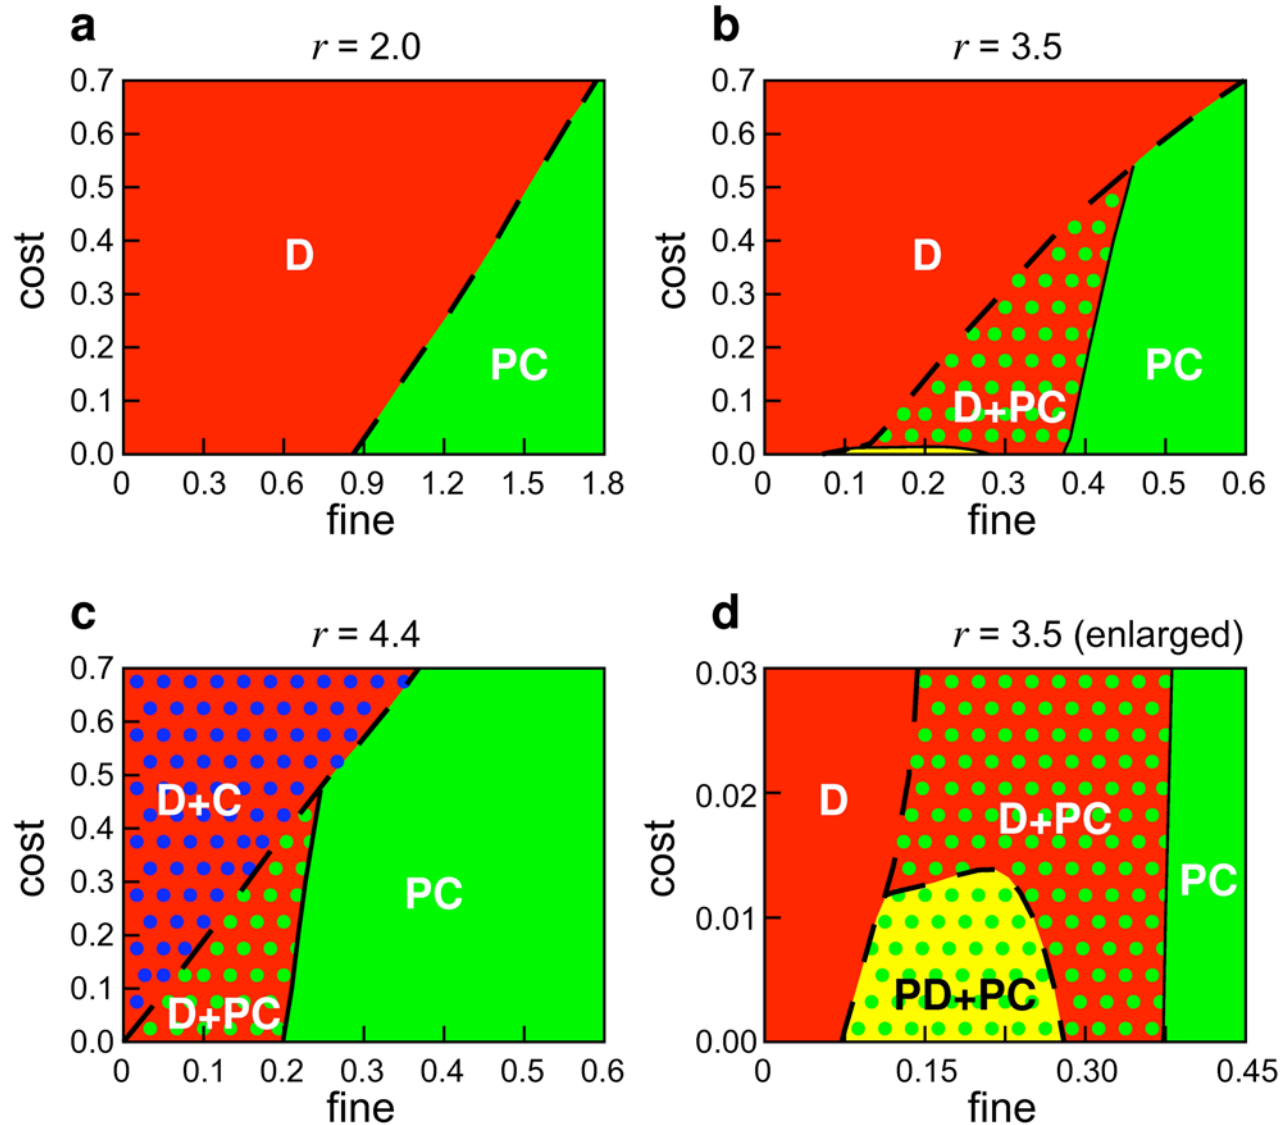 a
r = 2.0
0.7
0.6
0.5
0.4
0.3
0.2
0.1
0.0
cost
D
PC
0 0.3 0.6 0.9 1.2 1.5 1.8
fine
b
r = 3.5
0.7
0.6
0.5
0.4
0.3
0.2
0.1
0.0
cost
D
D+PC
PC
0 0.1 0.2 0.3 0.4 0.5 0.6
fine
c
r = 4.4
0.7
0.6
0.5
0.4
0.3
0.2
0.1
0.0
cost
D+C
D+PC
PC
0 0.1 0.2 0.3 0.4 0.5 0.6
fine
d
r = 3.5 (enlarged)
0.03
0.02
0.01
0.00
cost
D
D+PC
PC
PD+PC
0 0.15 0.30 0.45
fine